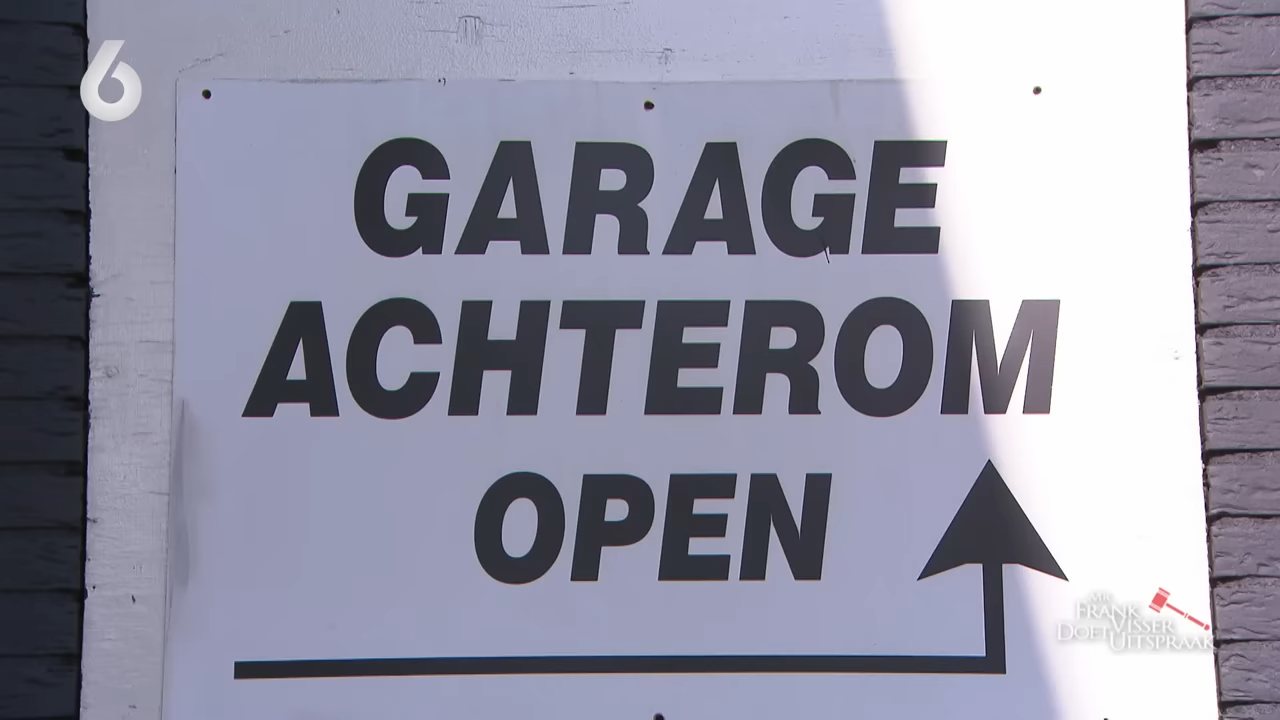 6
GARAGE
ACHTEROM
OPEN
MR.
FRANK
VISSER
DOET
UITSPRAAK